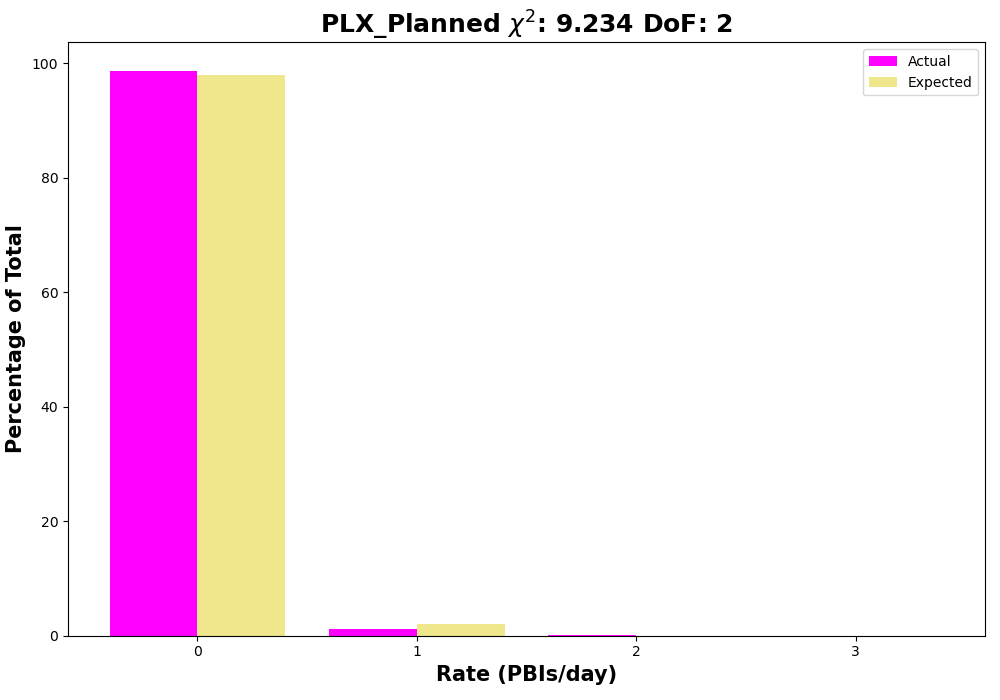 PLX_Planned χ²: 9.234 DoF: 2
Actual
Expected
Percentage of Total
100
80
60
40
20
0
0 1 2 3
Rate (PBIs/day)